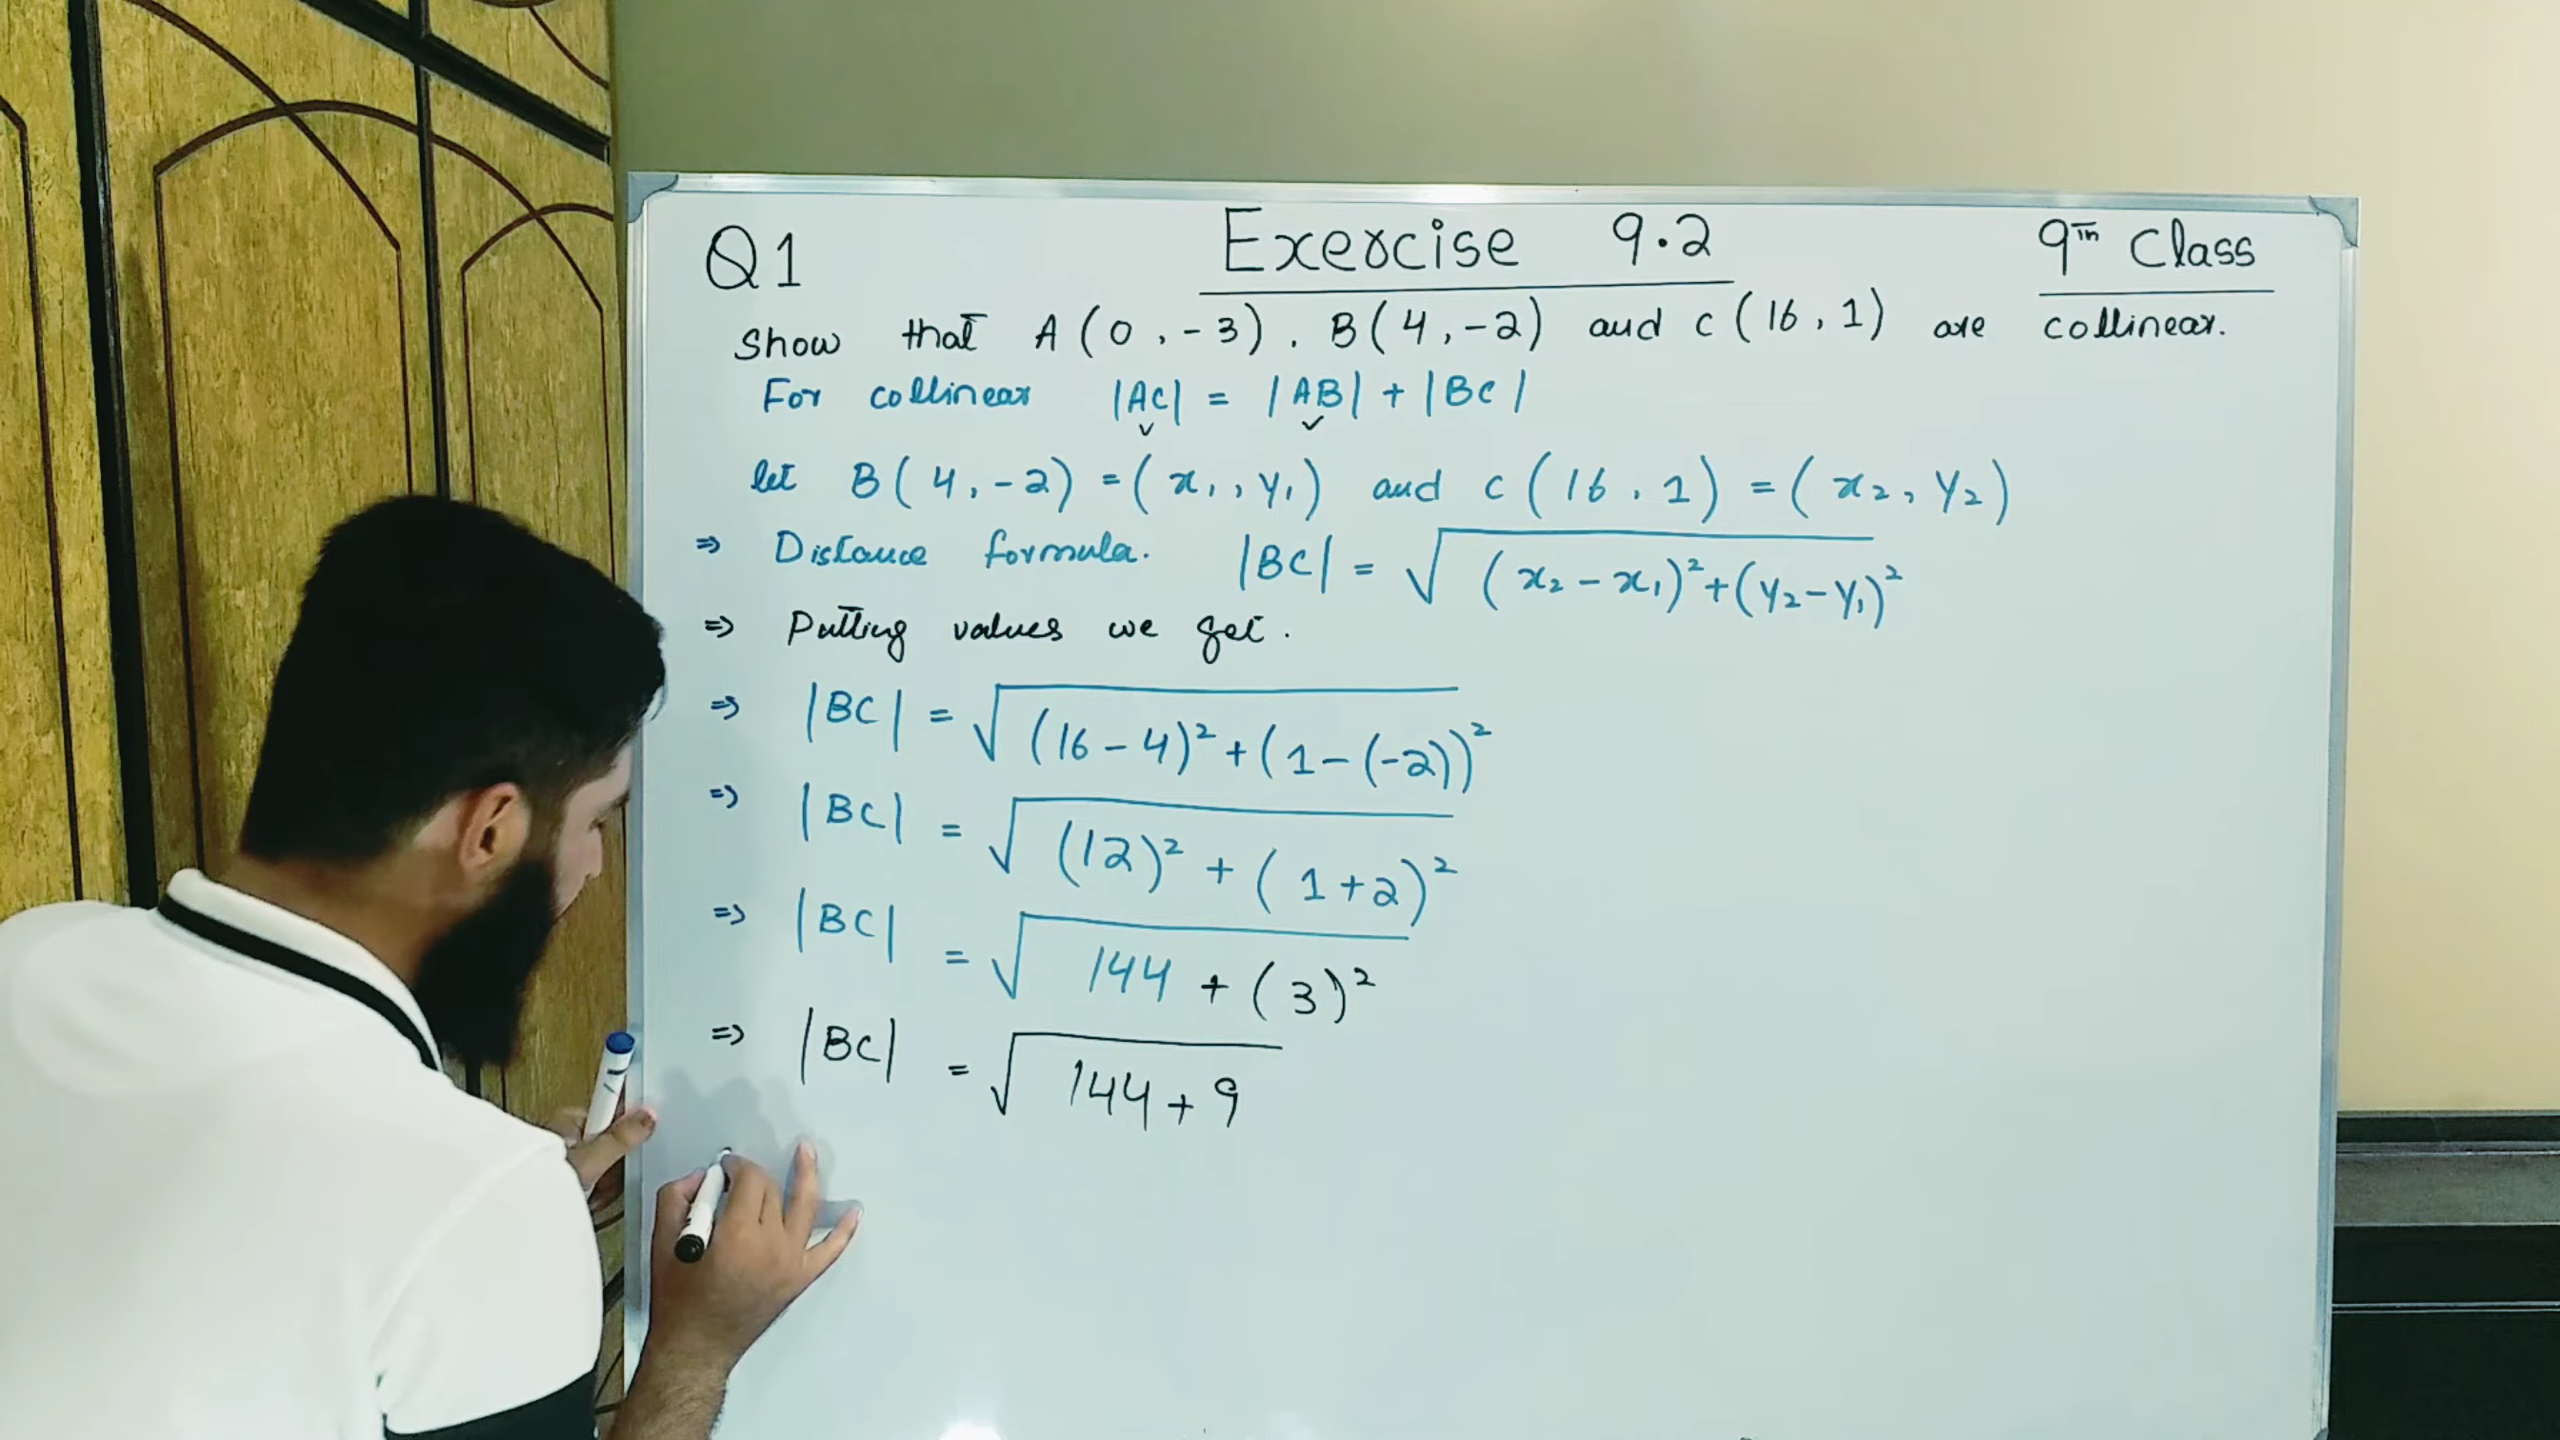 Q1 Exercise 9.2 9th Class
Show that A(0,-3). B(4,-2) and C(16,1) are collinear.
For collinear |AC| = |AB| + |BC|
let B(4,-2) = (x₁, y₁) and C(16,1) = (x₂, y₂)
⇒ Distance formula. |BC| = √(x₂-x₁)²+(y₂-y₁)²
⇒ Putting values we get.
⇒ |BC| = √(16-4)²+(1-(-2))²
⇒ |BC| = √(12)² + (1+2)²
⇒ |BC| = √144 + (3)²
⇒ |BC| = √144+9